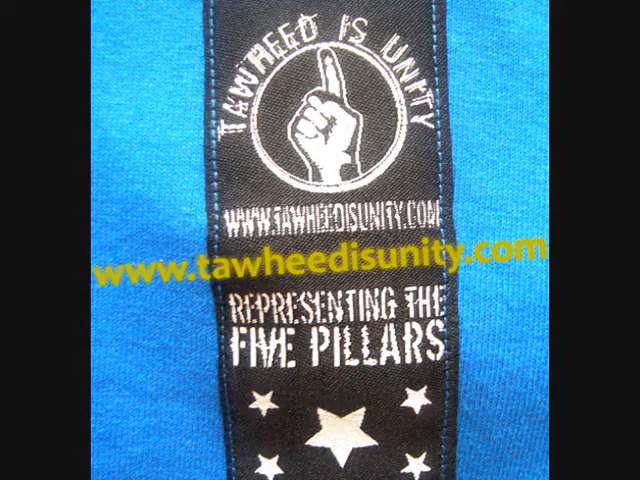 TAWHEED IS UNITY
WWW.TAWHEEDISUNITY.COM
www.tawheedisunity.com
REPRESENTING THE
FIVE PILLARS